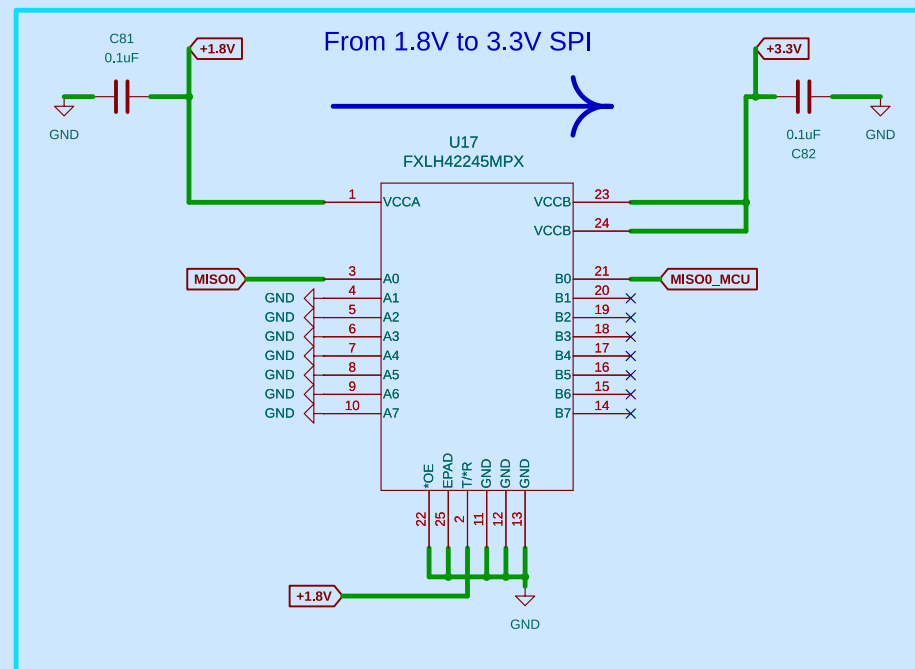 From 1.8V to 3.3V SPI
C81
0.1uF
+1.8V
GND
+3.3V
0.1uF
C82
GND
U17
FXLH42245MPX
1 VCCA
VCCB 23
VCCB 24
MISO0 3 A0
B0 21 MISO0_MCU
GND 4 A1
B1 20
GND 5 A2
B2 19
GND 6 A3
B3 18
GND 7 A4
B4 17
GND 8 A5
B5 16
GND 9 A6
B6 15
GND 10 A7
B7 14
*OE 22
EPAD 25
T/*R 2
GND 11
GND 12
GND 13
+1.8V
GND